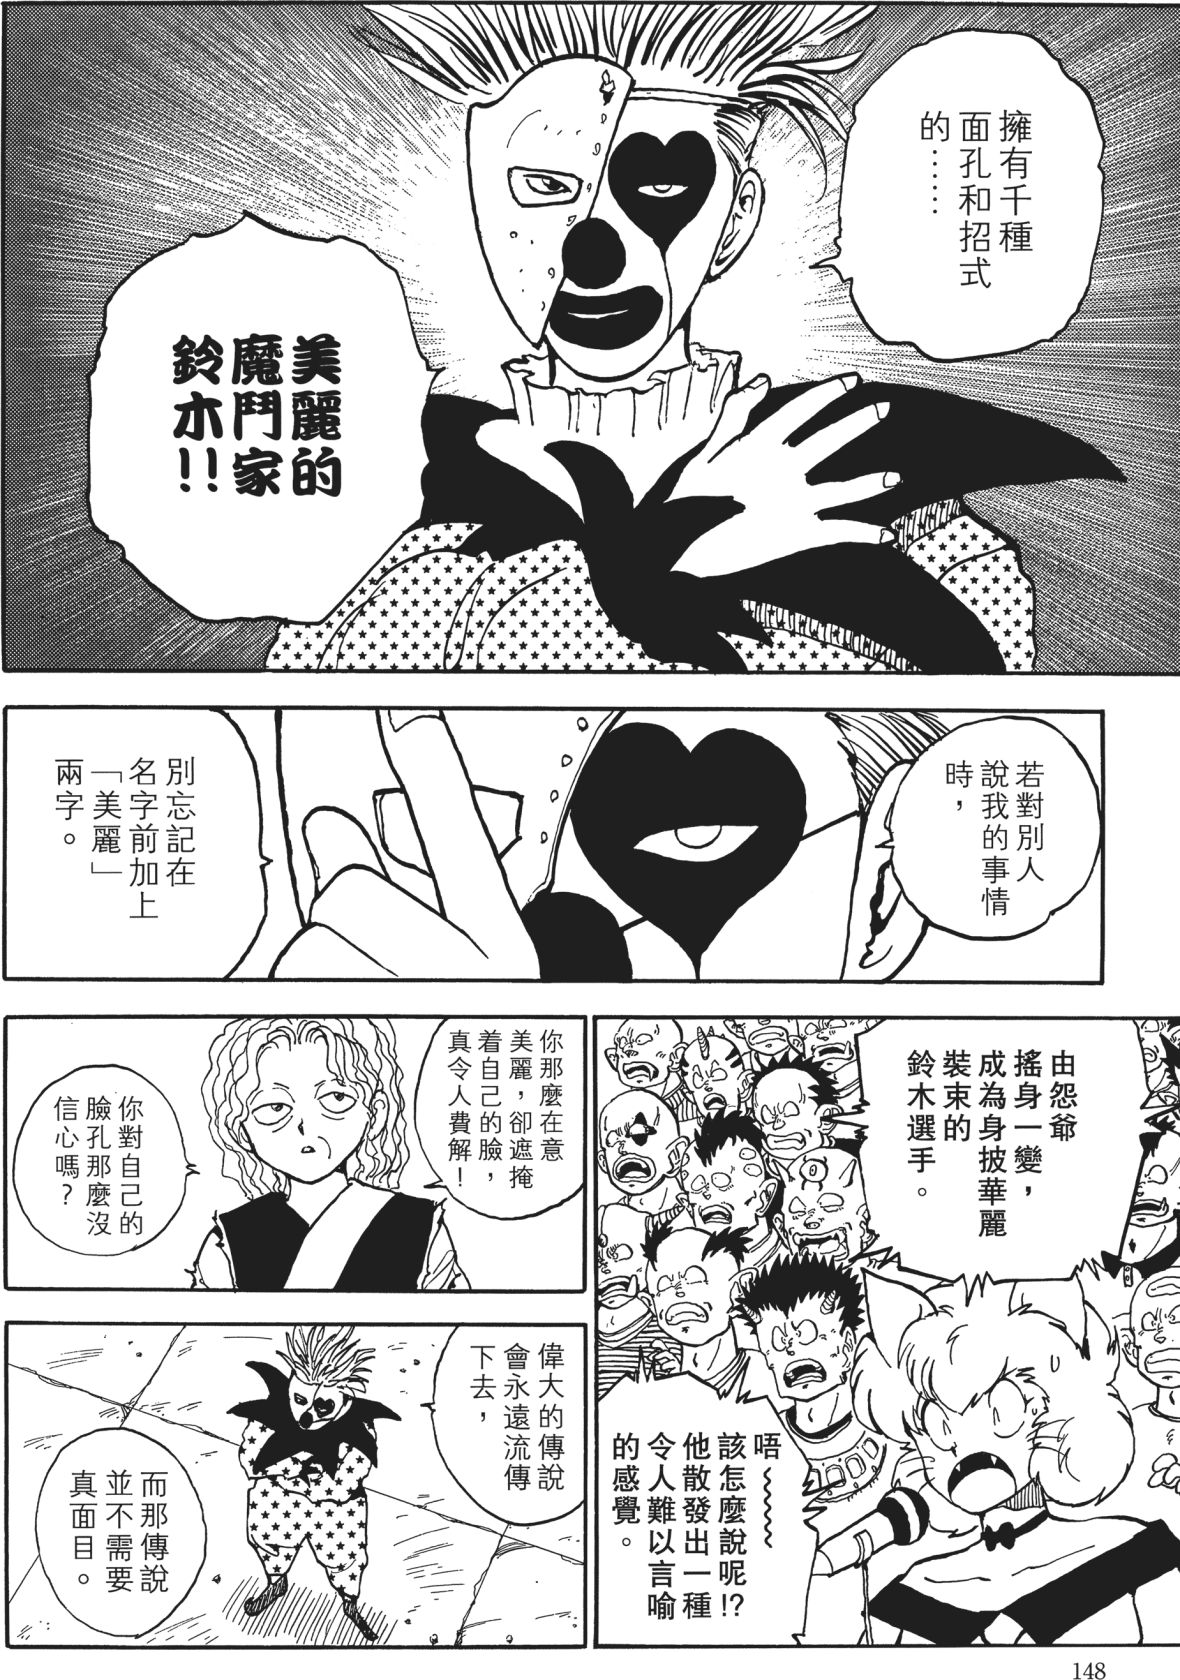 擁有千種
面孔和招式
的……
美麗的
魔鬥家
鈴木!!
若對別人
說我的事情
時，
別忘記在
名字前加上
「美麗」
兩字。
由怨爺
搖身一變，
成為身披華麗
裝束的
鈴木選手。
唔~~~~
該怎麼說呢!?
他散發出一種
令人難以言喻
的感覺。
你那麼在意
美麗，卻遮掩
着自己的臉，
真令人費解！
你對自己的
臉孔那麼沒
信心嗎？
偉大的傳說
會永遠流傳
下去，
而那傳說
並不需要
真面目。
148